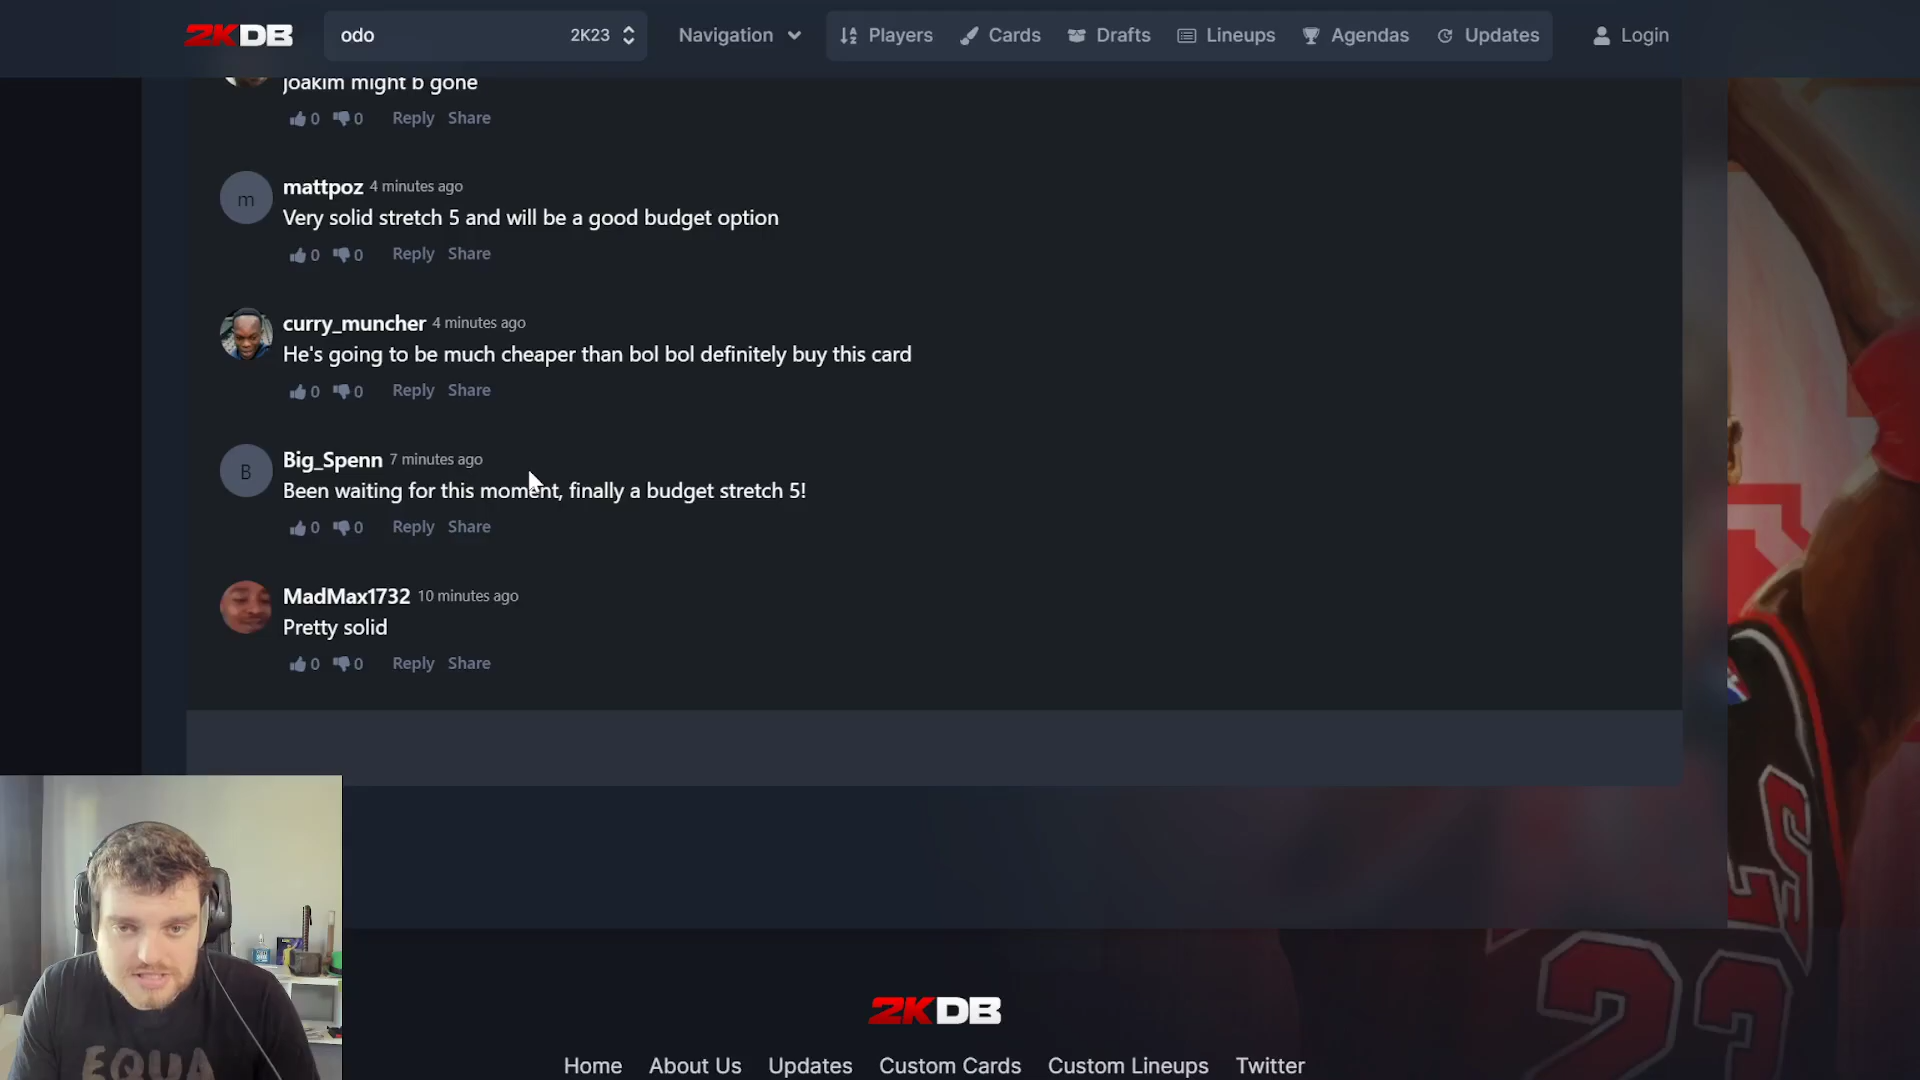 2KDB
odo
2K23
Navigation
Players
Cards
Drafts
Lineups
Agendas
Updates
Login
joakim might b gone
0 0 Reply Share
m
mattpoz 4 minutes ago
Very solid stretch 5 and will be a good budget option
0 0 Reply Share
curry_muncher 4 minutes ago
He's going to be much cheaper than bol bol definitely buy this card
0 0 Reply Share
B
Big_Spenn 7 minutes ago
Been waiting for this moment, finally a budget stretch 5!
0 0 Reply Share
MadMax1732 10 minutes ago
Pretty solid
0 0 Reply Share
EQUA
23
2KDB
Home About Us Updates Custom Cards Custom Lineups Twitter